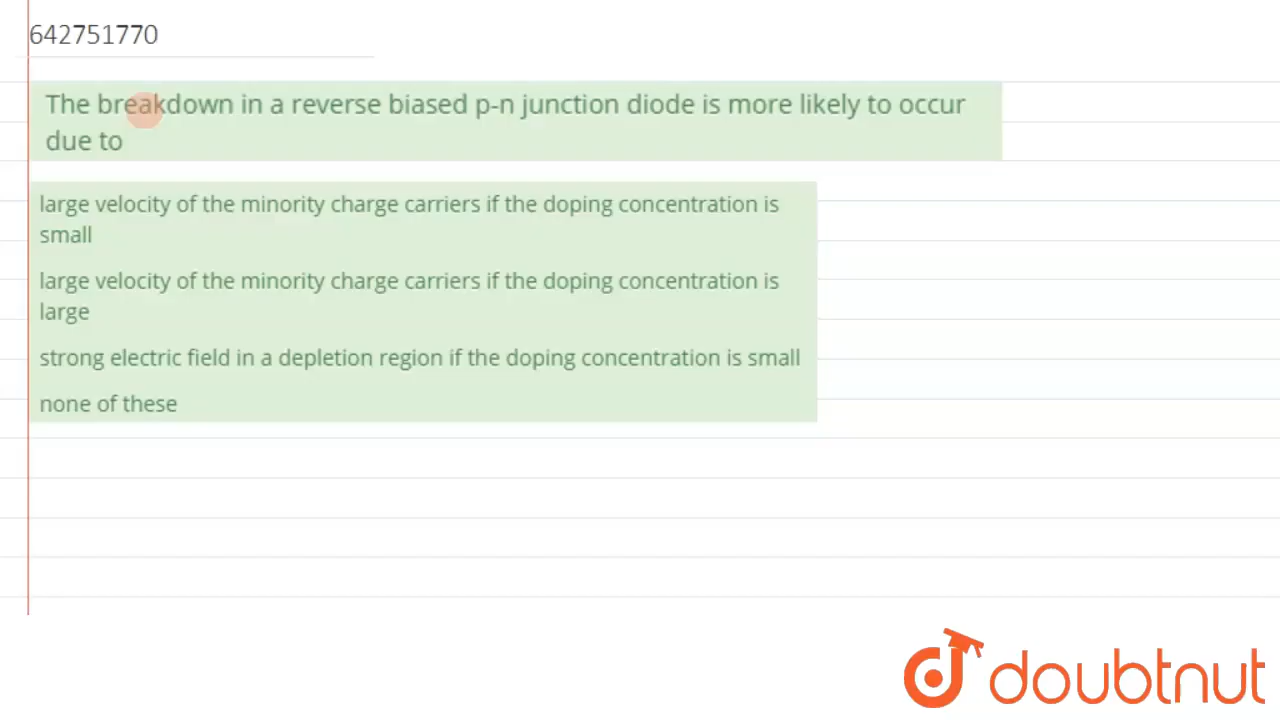 642751770
The breakdown in a reverse biased p-n junction diode is more likely to occur
due to
large velocity of the minority charge carriers if the doping concentration is
small
large velocity of the minority charge carriers if the doping concentration is
large
strong electric field in a depletion region if the doping concentration is small
none of these
doubtnut